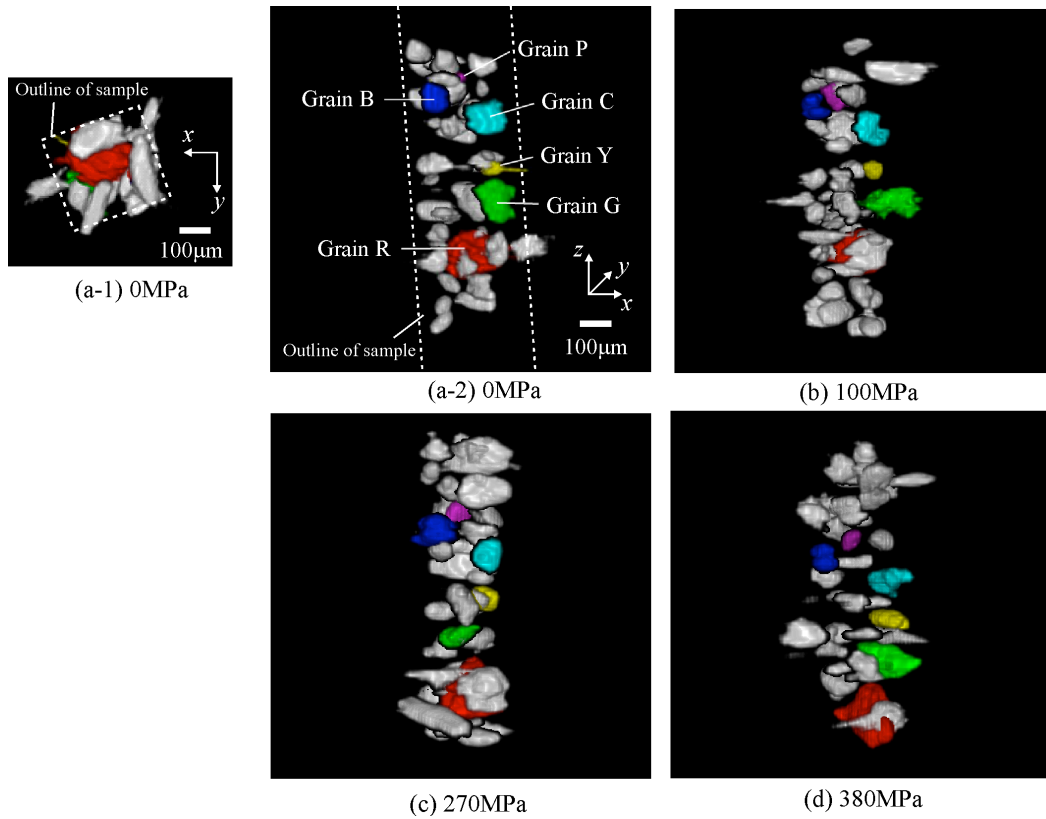 Outline of sample
x
y
100μm
(a-1) 0MPa
Grain P
Grain B
Grain C
Grain Y
Grain G
Grain R
z
y
x
Outline of sample
100μm
(a-2) 0MPa
(b) 100MPa
(c) 270MPa
(d) 380MPa